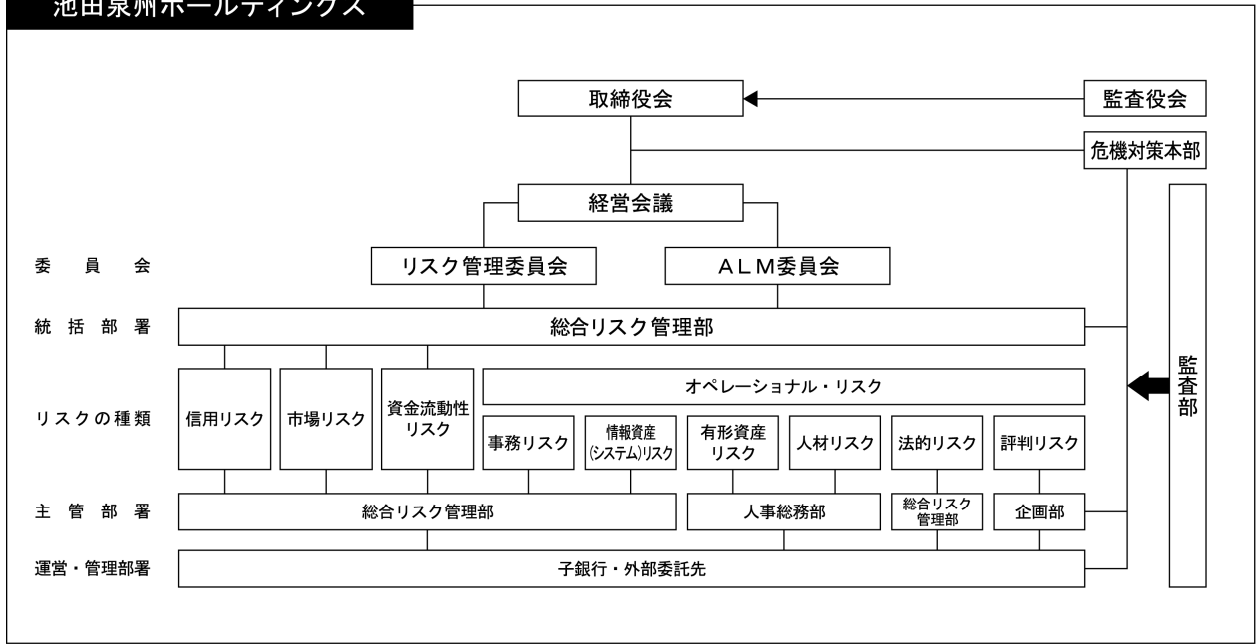 池田泉州ホールディングス
取締役会
監査役会
危機対策本部
経営会議
委員会
リスク管理委員会
ALM委員会
統括部署
総合リスク管理部
リスクの種類
信用リスク
市場リスク
資金流動性
リスク
オペレーショナル・リスク
事務リスク
情報資産
(システム)リスク
有形資産
リスク
人材リスク
法的リスク
評判リスク
監査部
主管部署
総合リスク管理部
人事総務部
総合リスク
管理部
企画部
運営・管理部署
子銀行・外部委託先